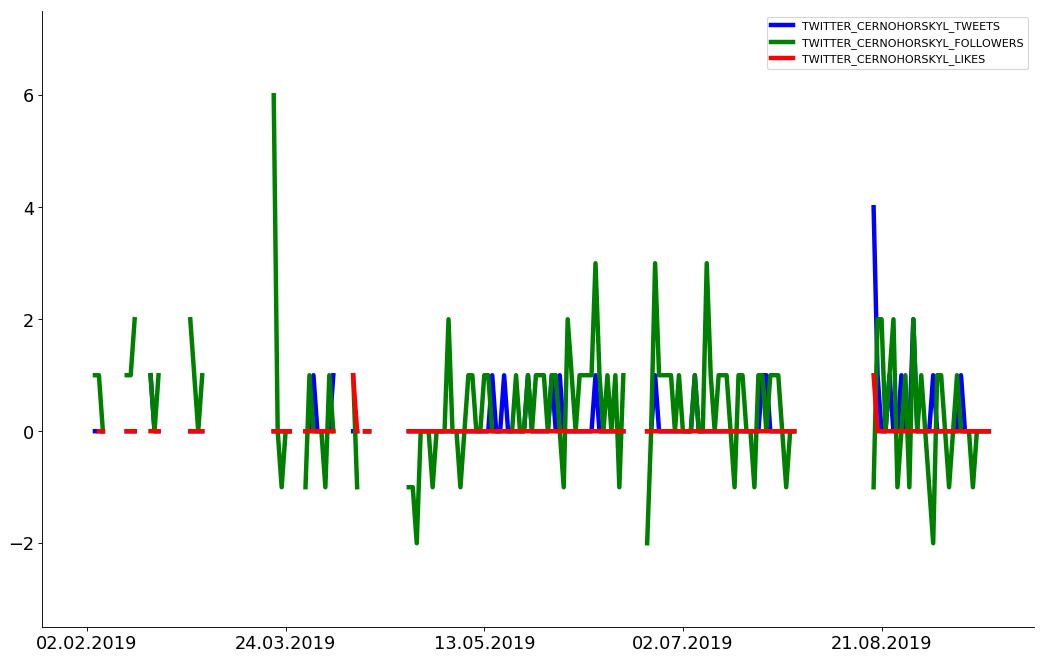 TWITTER_CERNOHORSKYL_TWEETS
TWITTER_CERNOHORSKYL_FOLLOWERS
TWITTER_CERNOHORSKYL_LIKES
6
4
2
0
−2
02.02.2019 24.03.2019 13.05.2019 02.07.2019 21.08.2019